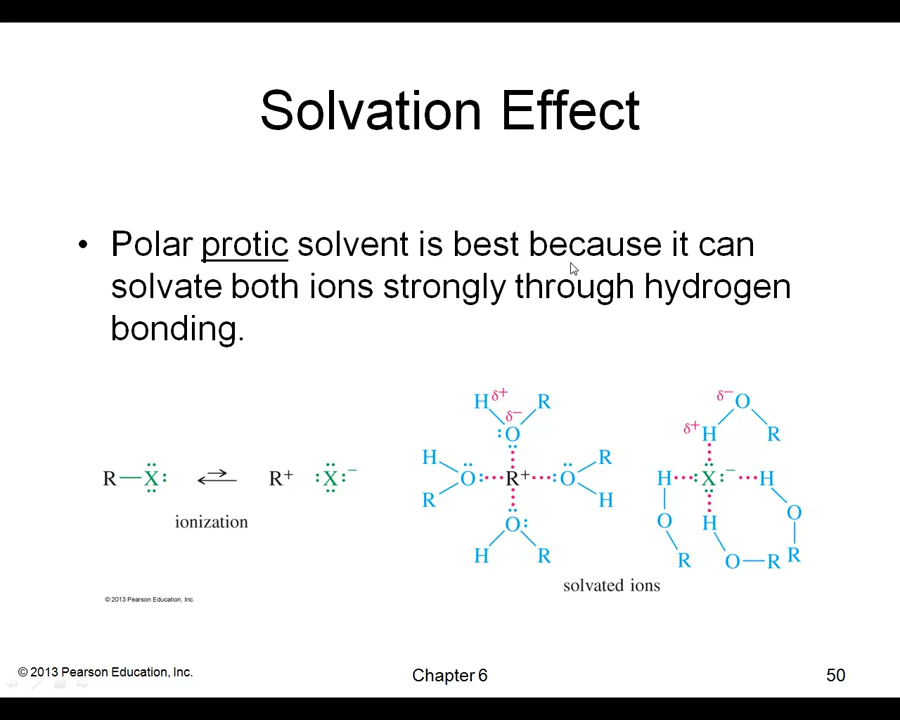 Solvation Effect
• Polar protic solvent is best because it can
solvate both ions strongly through hydrogen
bonding.
R—X: ⇌ R⁺ :X:⁻
ionization
H δ⁺ R
δ⁻
:O
H R
O: R⁺ :O
R H
O:
H R
δ⁻ O
δ⁺ H R
H :X:⁻ H
O H O
R O—R R
solvated ions
© 2013 Pearson Education, Inc.
© 2013 Pearson Education, Inc.
Chapter 6
50